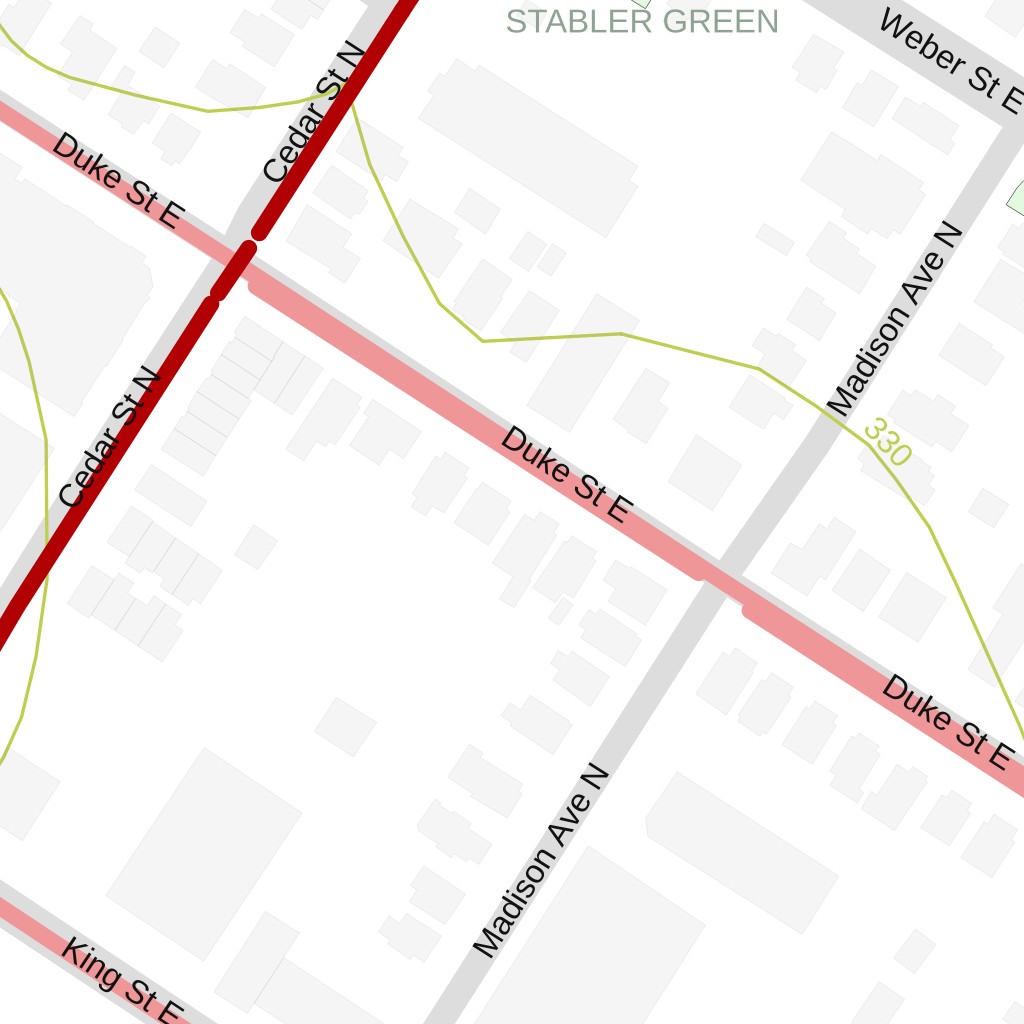 STABLER GREEN
Weber St E
Cedar St N
Duke St E
Madison Ave N
Cedar St N
330
Duke St E
Duke St E
Madison Ave N
King St E